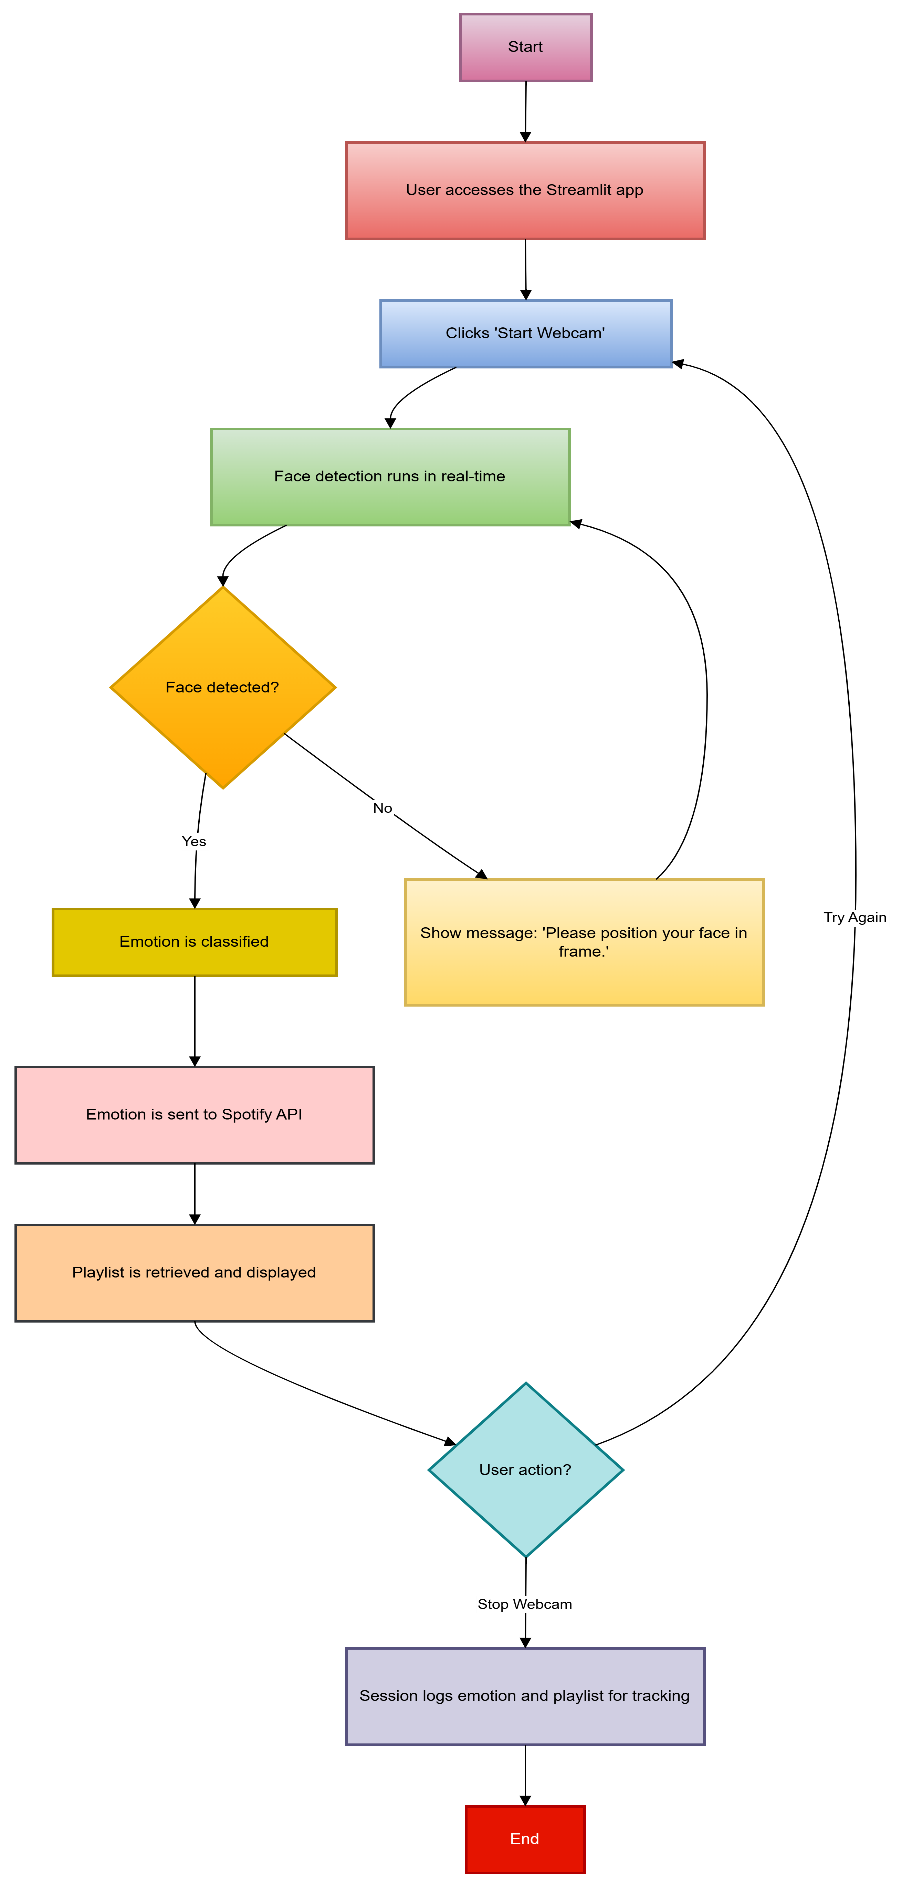 Start
User accesses the Streamlit app
Clicks 'Start Webcam'
Face detection runs in real-time
Face detected?
No
Yes
Try Again
Show message: 'Please position your face in
frame.'
Emotion is classified
Emotion is sent to Spotify API
Playlist is retrieved and displayed
User action?
Stop Webcam
Session logs emotion and playlist for tracking
End